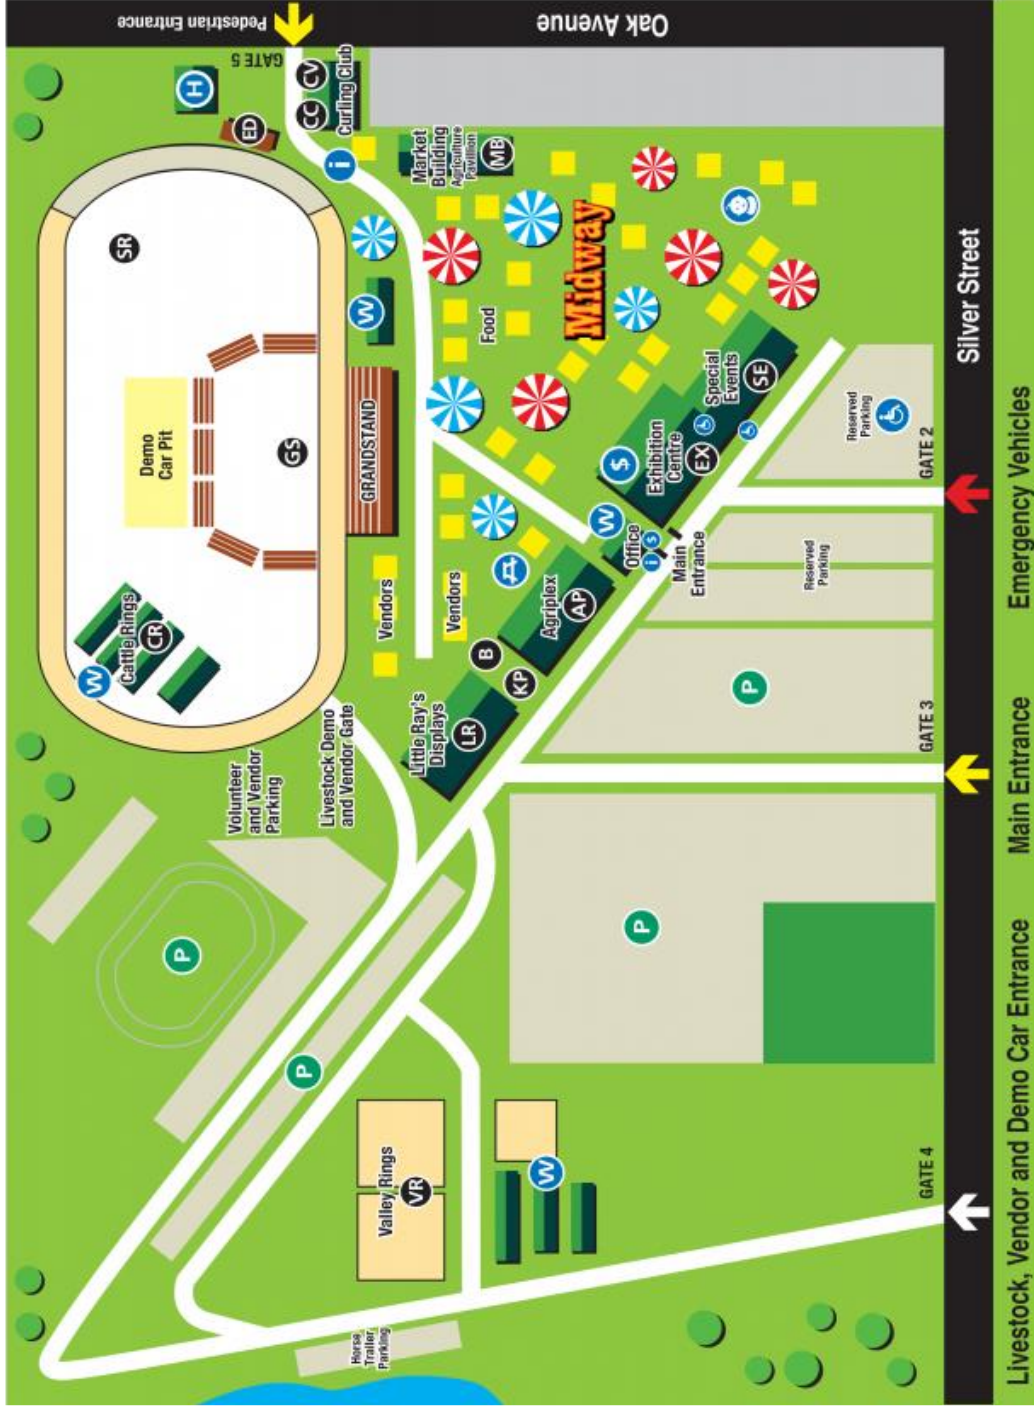 Oak Avenue
Pedestrian Entrance
GATE 5
H
ED
CC
CV
Curling Club
i
Market
Building
Agriculture
Pavillion
MB
SR
W
Demo
Car Pit
GS
GRANDSTAND
Food
Midway
Special
Events
SE
$
Exhibition
Centre
EX
W
Office
i
$
Main
Entrance
Reserved
Parking
GATE 2
Silver Street
Reserved
Parking
Vendors
Vendors
Agriplex
AP
B
KP
Little Ray's
Displays
LR
W
Cattle Rings
CR
P
GATE 3
Livestock Demo
and Vendor Gate
Volunteer
and Vendor
Parking
P
P
P
Valley Rings
VR
W
Horse
Trailer
Parking
GATE 4
Livestock, Vendor and Demo Car Entrance
Main Entrance
Emergency Vehicles